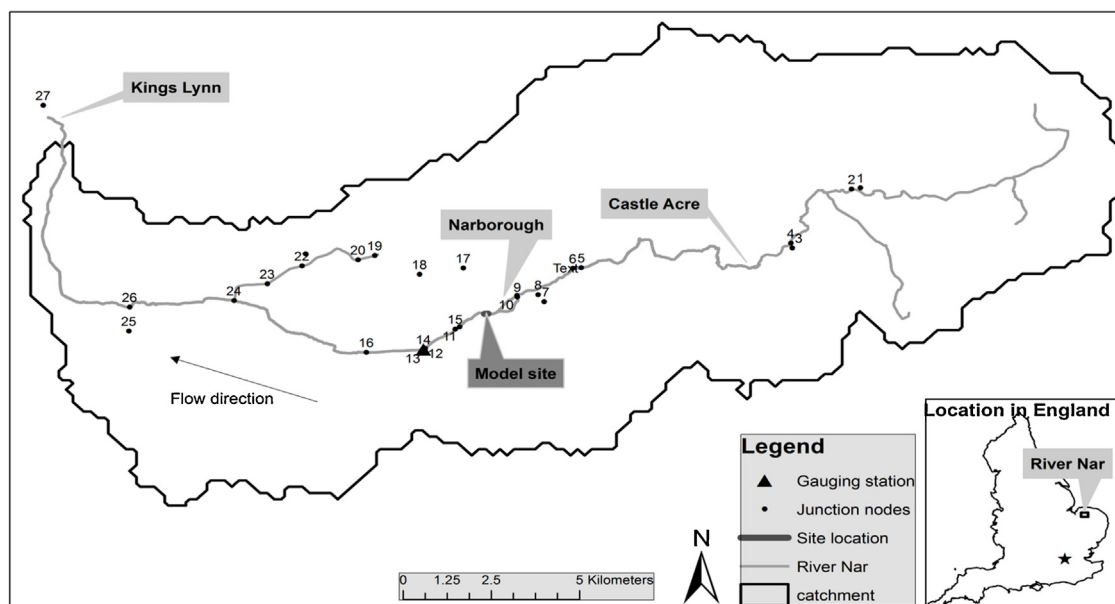 27
Kings Lynn
21
Castle Acre
4
3
Narborough
22
20
19
18
17
65
Text
23
24
9
8
7
10
26
25
15
11
14
16
13
12
Model site
Flow direction
Location in England
River Nar
Legend
Gauging station
Junction nodes
Site location
River Nar
catchment
N
0 1.25 2.5 5 Kilometers